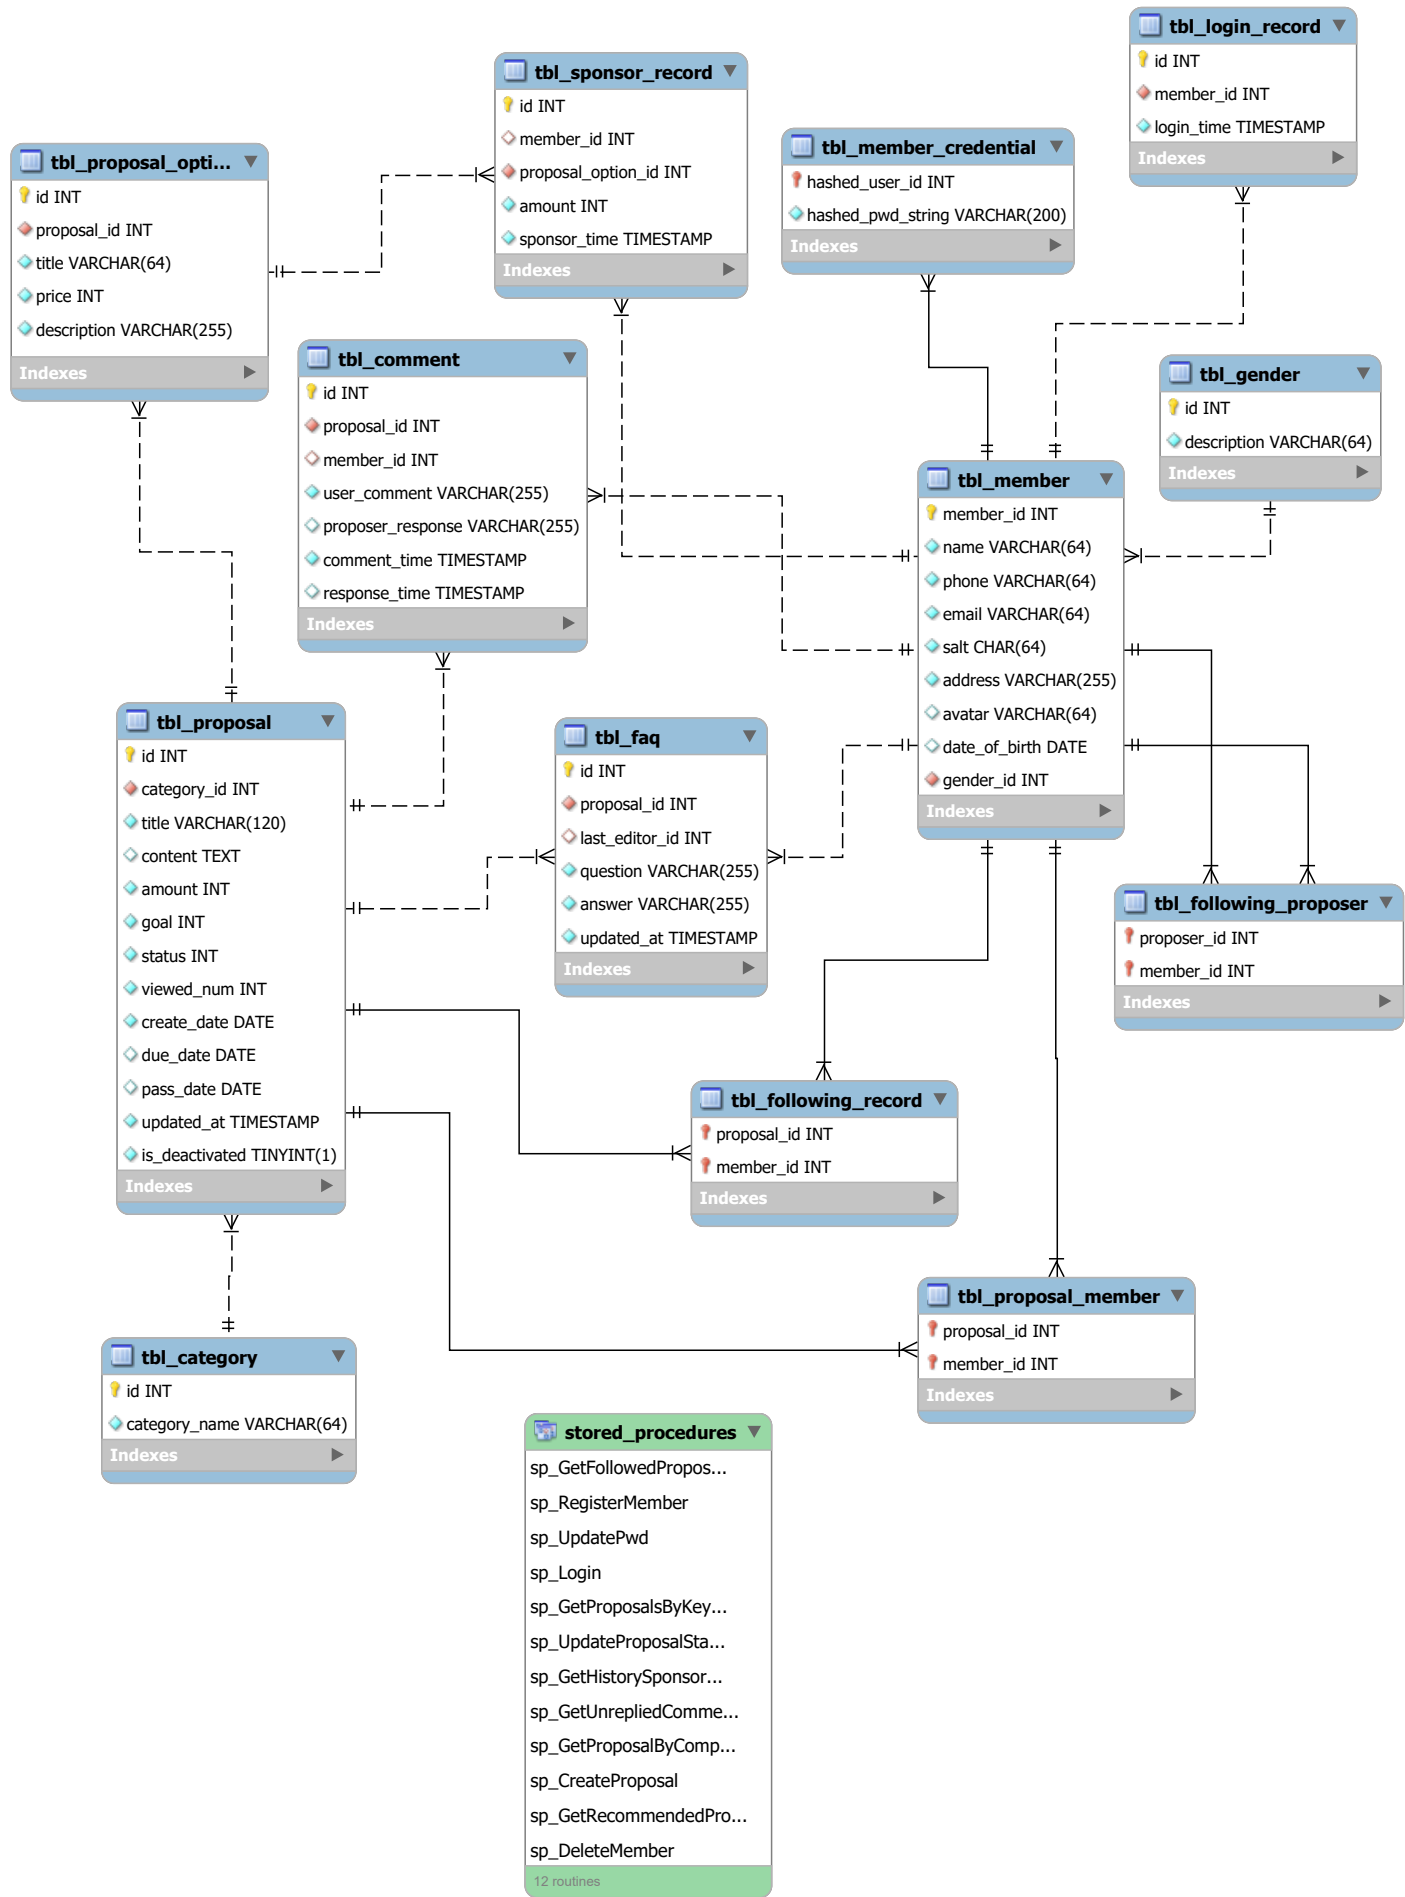 tbl_login_record
id INT
member_id INT
login_time TIMESTAMP
Indexes
tbl_sponsor_record
id INT
member_id INT
proposal_option_id INT
amount INT
sponsor_time TIMESTAMP
Indexes
tbl_member_credential
hashed_user_id INT
hashed_pwd_string VARCHAR(200)
Indexes
tbl_proposal_opti...
id INT
proposal_id INT
title VARCHAR(64)
price INT
description VARCHAR(255)
Indexes
tbl_comment
id INT
proposal_id INT
member_id INT
user_comment VARCHAR(255)
proposer_response VARCHAR(255)
comment_time TIMESTAMP
response_time TIMESTAMP
Indexes
tbl_gender
id INT
description VARCHAR(64)
Indexes
tbl_member
member_id INT
name VARCHAR(64)
phone VARCHAR(64)
email VARCHAR(64)
salt CHAR(64)
address VARCHAR(255)
avatar VARCHAR(64)
date_of_birth DATE
gender_id INT
Indexes
tbl_proposal
id INT
category_id INT
title VARCHAR(120)
content TEXT
amount INT
goal INT
status INT
viewed_num INT
create_date DATE
due_date DATE
pass_date DATE
updated_at TIMESTAMP
is_deactivated TINYINT(1)
Indexes
tbl_faq
id INT
proposal_id INT
last_editor_id INT
question VARCHAR(255)
answer VARCHAR(255)
updated_at TIMESTAMP
Indexes
tbl_following_proposer
proposer_id INT
member_id INT
Indexes
tbl_following_record
proposal_id INT
member_id INT
Indexes
tbl_proposal_member
proposal_id INT
member_id INT
Indexes
tbl_category
id INT
category_name VARCHAR(64)
Indexes
stored_procedures
sp_GetFollowedPropos...
sp_RegisterMember
sp_UpdatePwd
sp_Login
sp_GetProposalsByKey...
sp_UpdateProposalSta...
sp_GetHistorySponsor...
sp_GetUnrepliedComme...
sp_GetProposalByComp...
sp_CreateProposal
sp_GetRecommendedPro...
sp_DeleteMember
12 routines